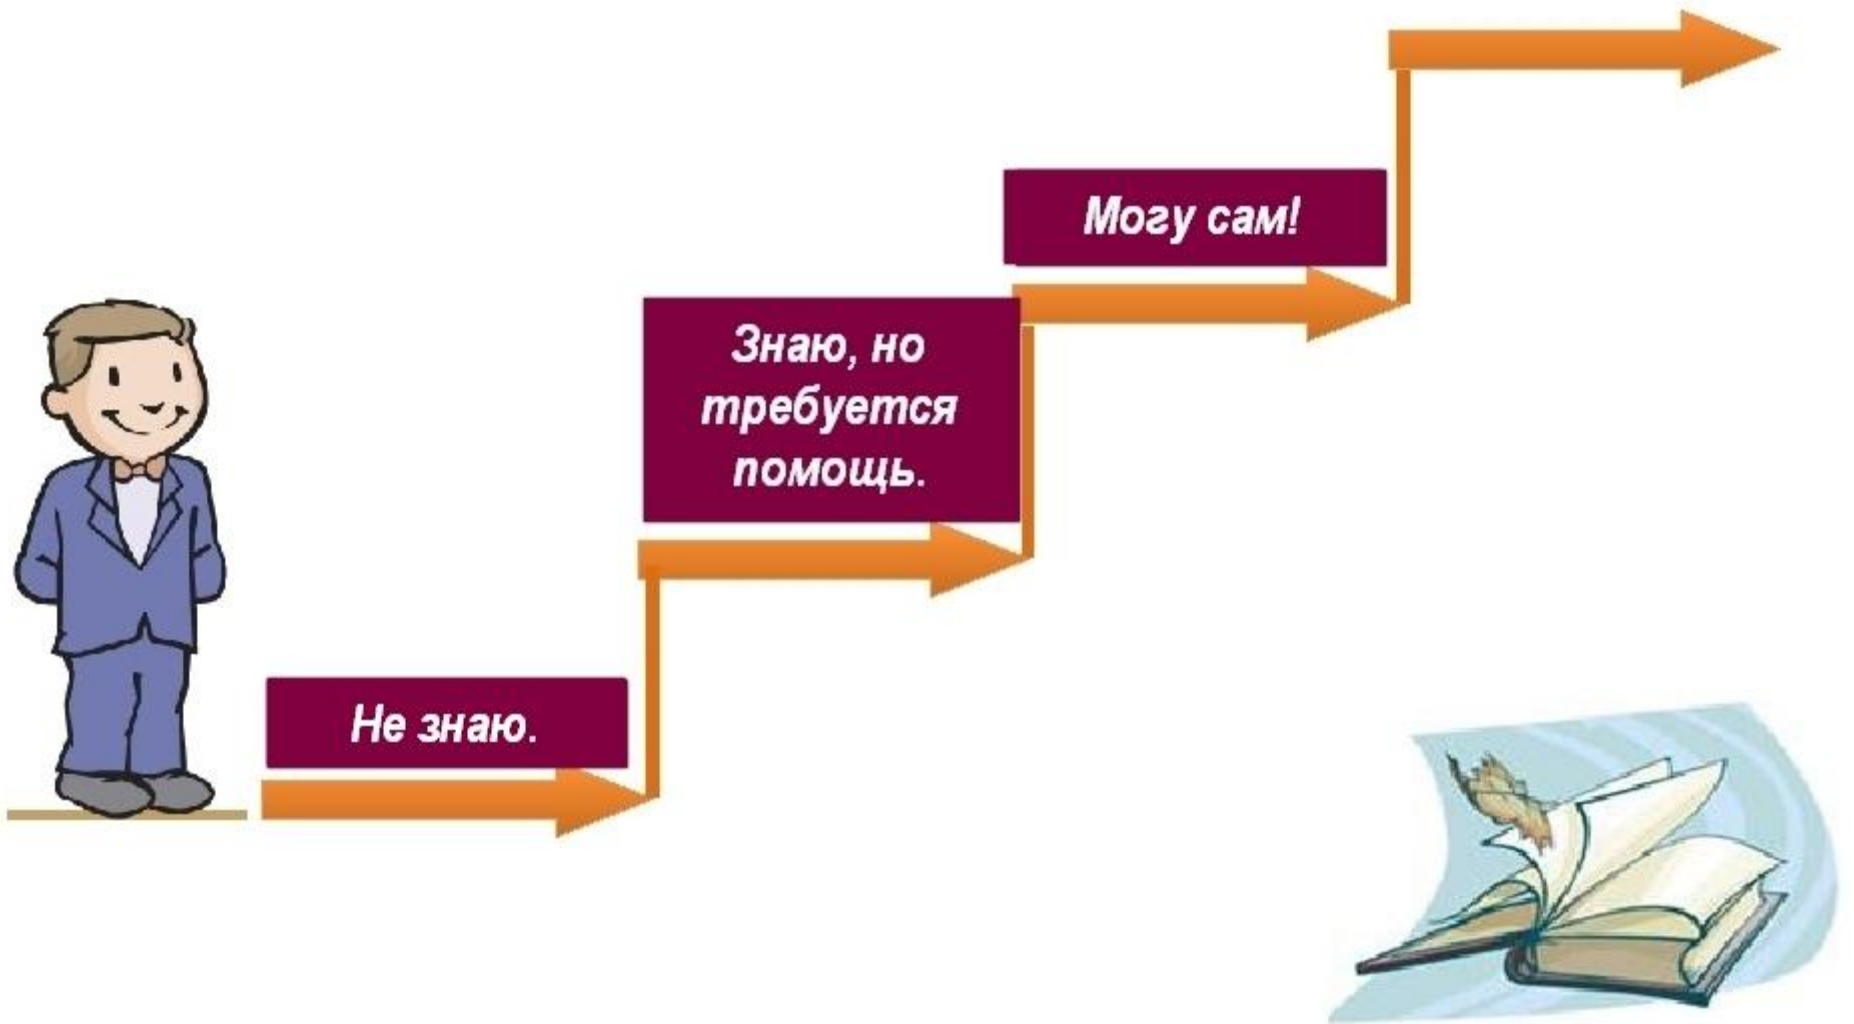 Могу сам!
Знаю, но
требуется
помощь.
Не знаю.